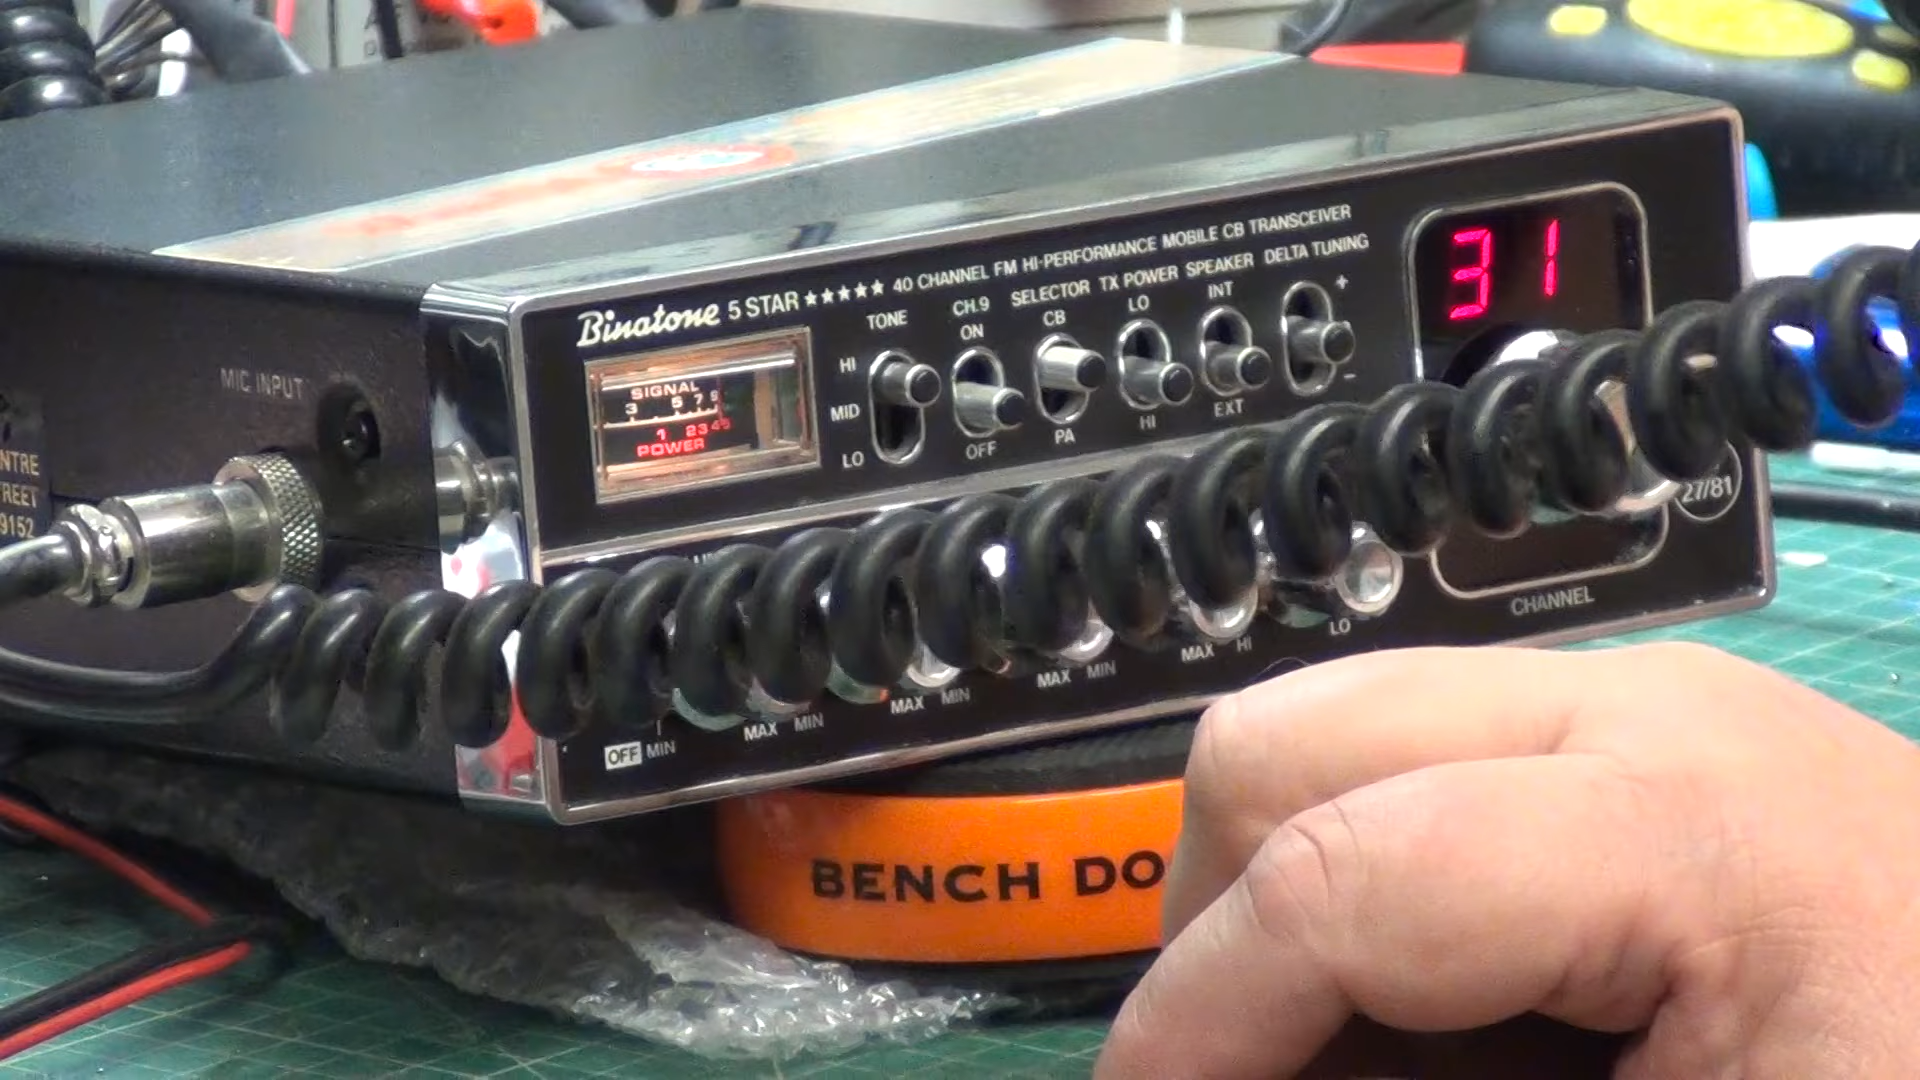 40 CHANNEL FM HI-PERFORMANCE MOBILE CB TRANSCEIVER
Binatone 5 STAR ★★★★★
TONE CH.9 SELECTOR TX POWER SPEAKER DELTA TUNING
ON CB LO INT +
HI
MID
LO
OFF PA HI EXT -
SIGNAL
3 5 7 9
1 2 3 4 5
POWER
31
27/81
CHANNEL
MIC INPUT
NTRE
REET
9152
OFF MIN MAX MIN MAX MIN MAX MIN MAX HI LO
BENCH DO